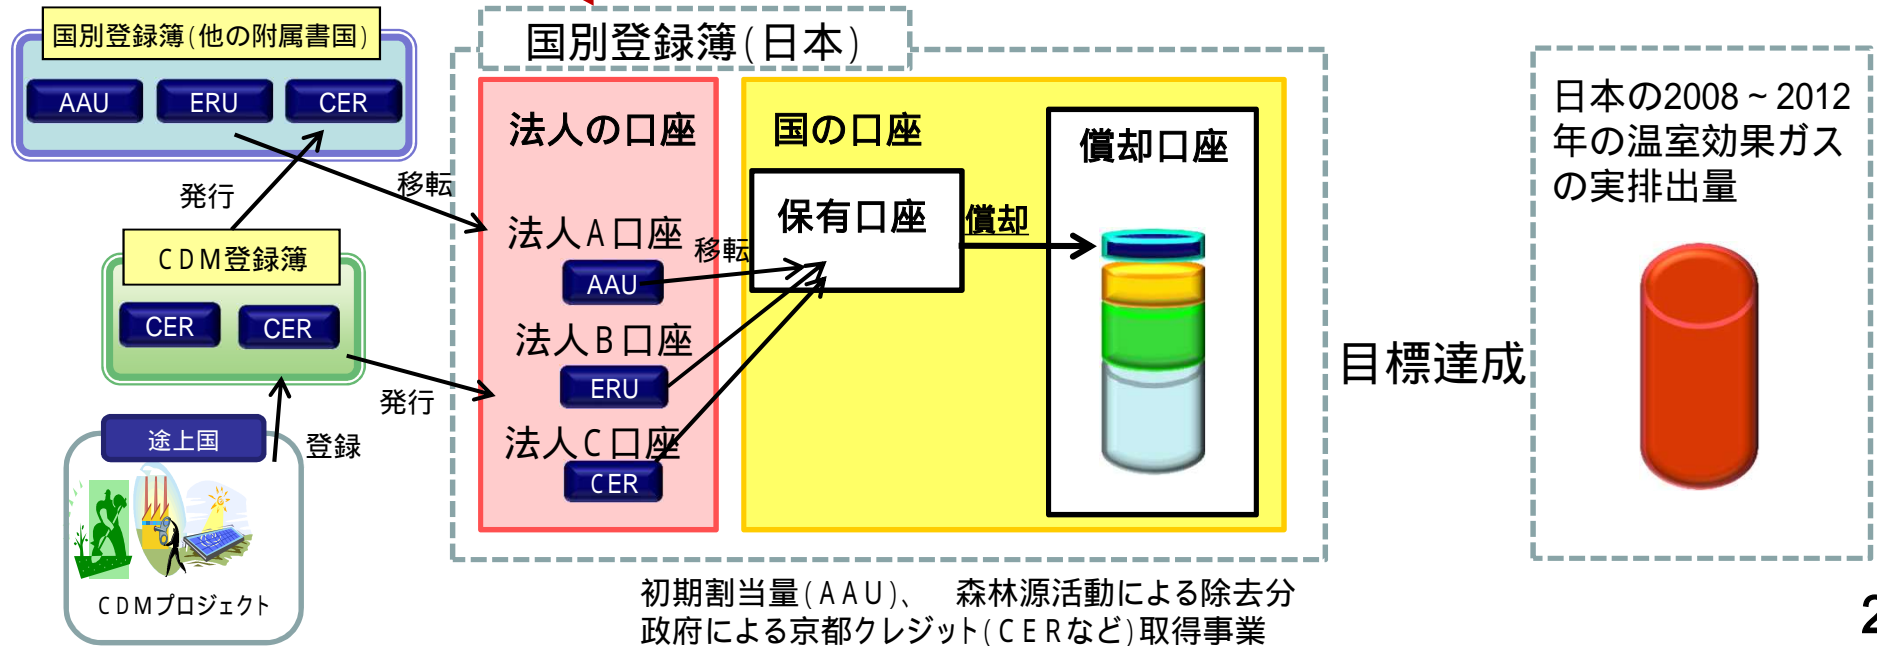 国別登録簿(他の附属書国)
AAU
ERU
CER
発行
移転
CDM登録簿
CER
CER
発行
途上国
登録
CDMプロジェクト
国別登録簿(日本)
法人の口座
法人A口座
AAU
移転
法人B口座
ERU
法人C口座
CER
国の口座
保有口座
償却
償却口座
目標達成
日本の2008~2012
年の温室効果ガス
の実排出量
初期割当量(AAU)、 森林源活動による除去分
政府による京都クレジット(CERなど)取得事業
2